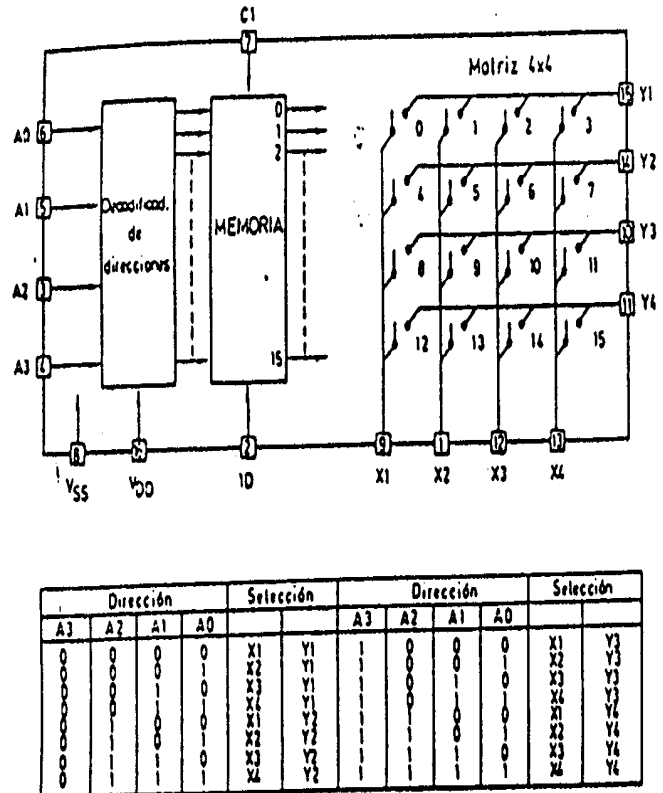 C1
7
Matriz 4x4
15 Y1
A0 6
0 0 1 2 3
1
2
14 Y2
A1 5
4 5 6 7
de
MEMORIA
direcciones
Y3
8 9 10 11
A2 3
11 Y4
12 13 14 15
A3 4
15
8 2 9 1 12 13
VSS VDD 1D X1 X2 X3 X4
Dirección Selección Dirección Selección
A3 A2 A1 A0 A3 A2 A1 A0
0 0 0 0 X1 Y1 1 0 0 0 X1 Y3
0 0 0 1 X2 Y1 1 0 0 1 X2 Y3
0 0 1 0 X3 Y1 1 0 1 0 X3 Y3
0 0 1 1 X4 Y1 1 0 1 1 X4 Y3
0 1 0 0 X1 Y2 1 1 0 0 X1 Y4
0 1 0 1 X2 Y2 1 1 0 1 X2 Y4
0 1 1 0 X3 Y2 1 1 1 0 X3 Y4
0 1 1 1 X4 Y2 1 1 1 1 X4 Y4